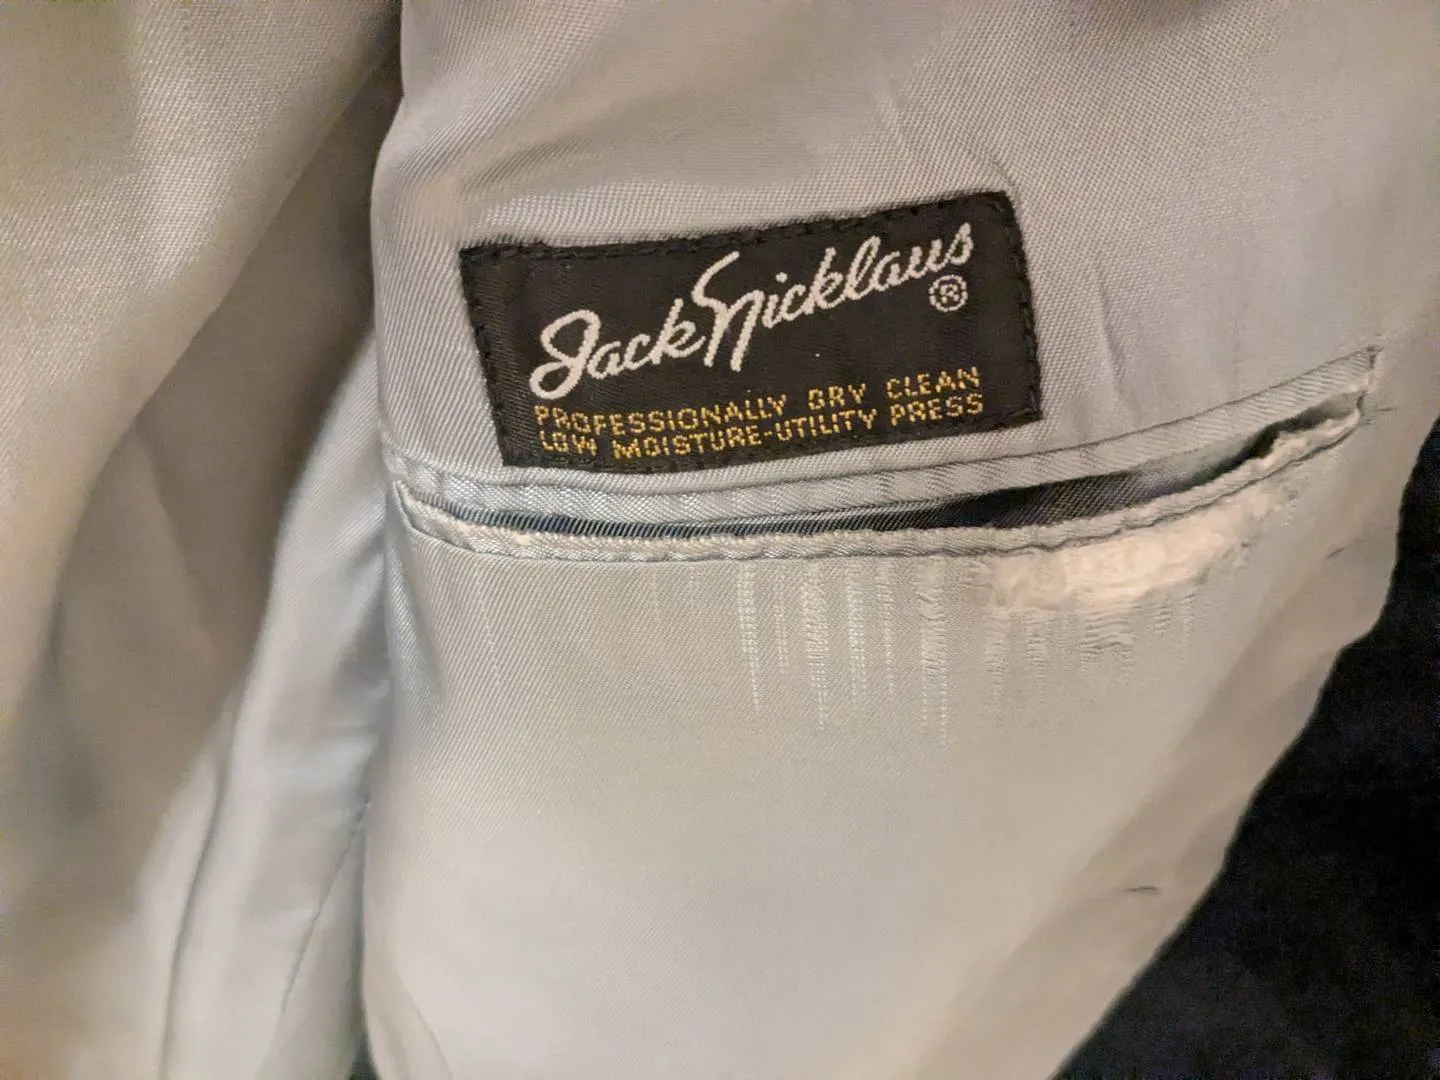 Jack Nicklaus ®
PROFESSIONALLY DRY CLEAN
LOW MOISTURE-UTILITY PRESS